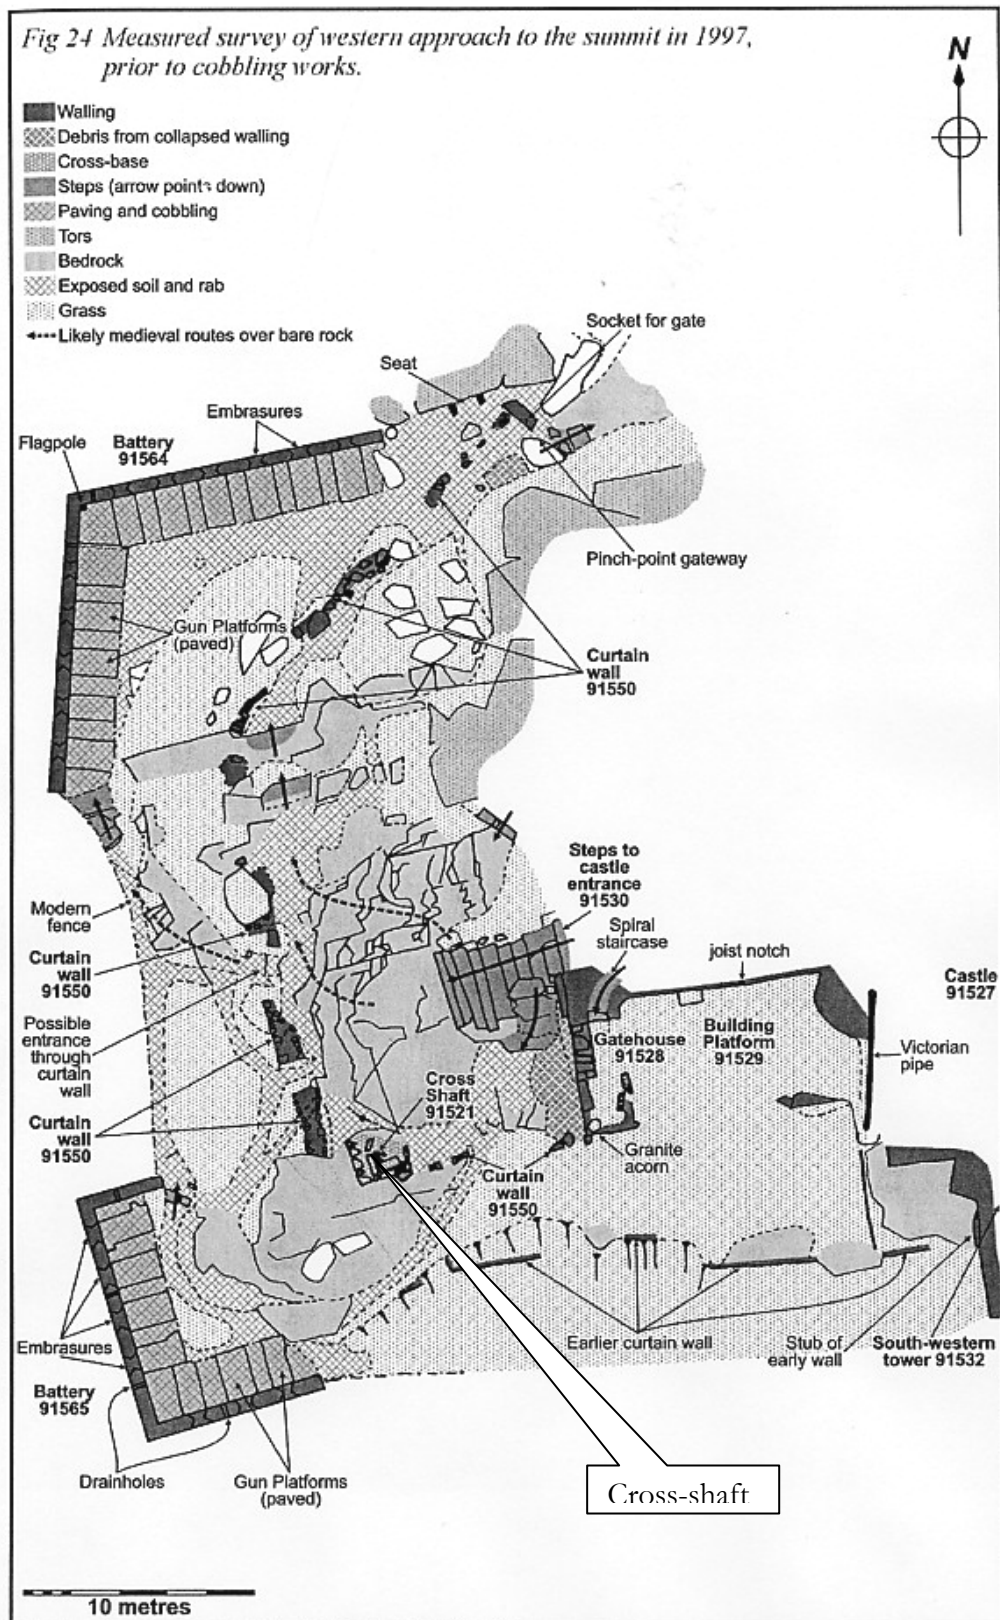 Fig 24 Measured survey of western approach to the summit in 1997,
prior to cobbling works.
N
Walling
Debris from collapsed walling
Cross-base
Steps (arrow points down)
Paving and cobbling
Tors
Bedrock
Exposed soil and rab
Grass
Likely medieval routes over bare rock
Socket for gate
Seat
Embrasures
Flagpole
Battery
91564
Pinch-point gateway
Gun Platforms
(paved)
Curtain
wall
91550
Steps to
castle
entrance
91530
Spiral
staircase
Modern
fence
joist notch
Castle
91527
Curtain
wall
91550
Possible
entrance
through
curtain
wall
Gatehouse
91528
Building
Platform
91529
Victorian
pipe
Cross
Shaft
91521
Curtain
wall
91550
Granite
acorn
Curtain
wall
91550
Embrasures
Earlier curtain wall
Stub of
early wall
South-western
tower 91532
Battery
91565
Drainholes
Gun Platforms
(paved)
Cross-shaft
10 metres